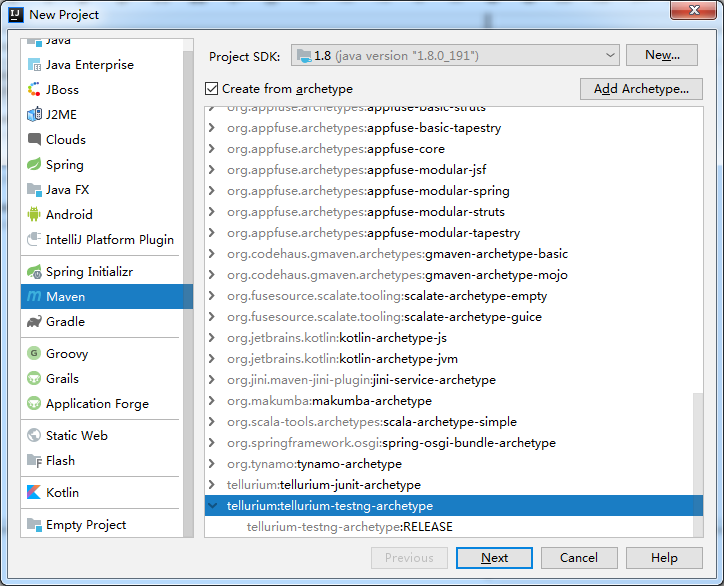 New Project
Java
Java Enterprise
JBoss
J2ME
Clouds
Spring
Java FX
Android
IntelliJ Platform Plugin
Spring Initializr
Maven
Gradle
Groovy
Grails
Application Forge
Static Web
Flash
Kotlin
Empty Project
Project SDK: 1.8 (java version "1.8.0_191") New...
Create from archetype Add Archetype...
org.appfuse.archetypes:appfuse-basic-struts
org.appfuse.archetypes:appfuse-basic-tapestry
org.appfuse.archetypes:appfuse-core
org.appfuse.archetypes:appfuse-modular-jsf
org.appfuse.archetypes:appfuse-modular-spring
org.appfuse.archetypes:appfuse-modular-struts
org.appfuse.archetypes:appfuse-modular-tapestry
org.codehaus.gmaven.archetypes:gmaven-archetype-basic
org.codehaus.gmaven.archetypes:gmaven-archetype-mojo
org.fusesource.scalate.tooling:scalate-archetype-empty
org.fusesource.scalate.tooling:scalate-archetype-guice
org.jetbrains.kotlin:kotlin-archetype-js
org.jetbrains.kotlin:kotlin-archetype-jvm
org.jini.maven-jini-plugin:jini-service-archetype
org.makumba:makumba-archetype
org.scala-tools.archetypes:scala-archetype-simple
org.springframework.osgi:spring-osgi-bundle-archetype
org.tynamo:tynamo-archetype
tellurium:tellurium-junit-archetype
tellurium:tellurium-testng-archetype
tellurium-testng-archetype:RELEASE
Previous Next Cancel Help